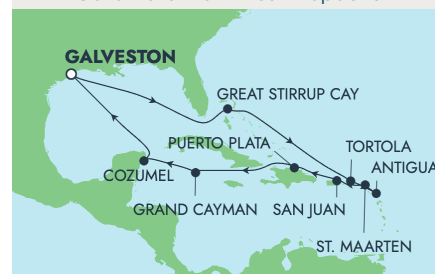 GALVESTON
GREAT STIRRUP CAY
PUERTO PLATA
TORTOLA
ANTIGUA
COZUMEL
GRAND CAYMAN
SAN JUAN
ST. MAARTEN